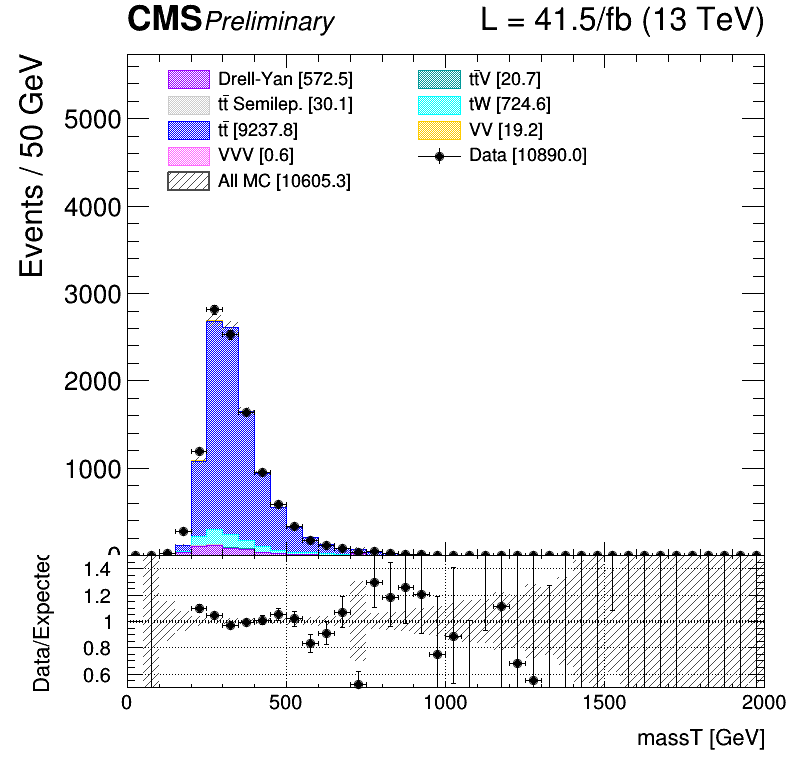 CMS Preliminary L = 41.5/fb (13 TeV)
Events / 50 GeV
Drell-Yan [572.5]
tt̄ Semilep. [30.1]
tt̄ [9237.8]
VVV [0.6]
All MC [10605.3]
tt̄V [20.7]
tW [724.6]
VV [19.2]
Data [10890.0]
5000
4000
3000
2000
1000
0
Data/Expected
1.4
1.2
1
0.8
0.6
0 500 1000 1500 2000
massT [GeV]